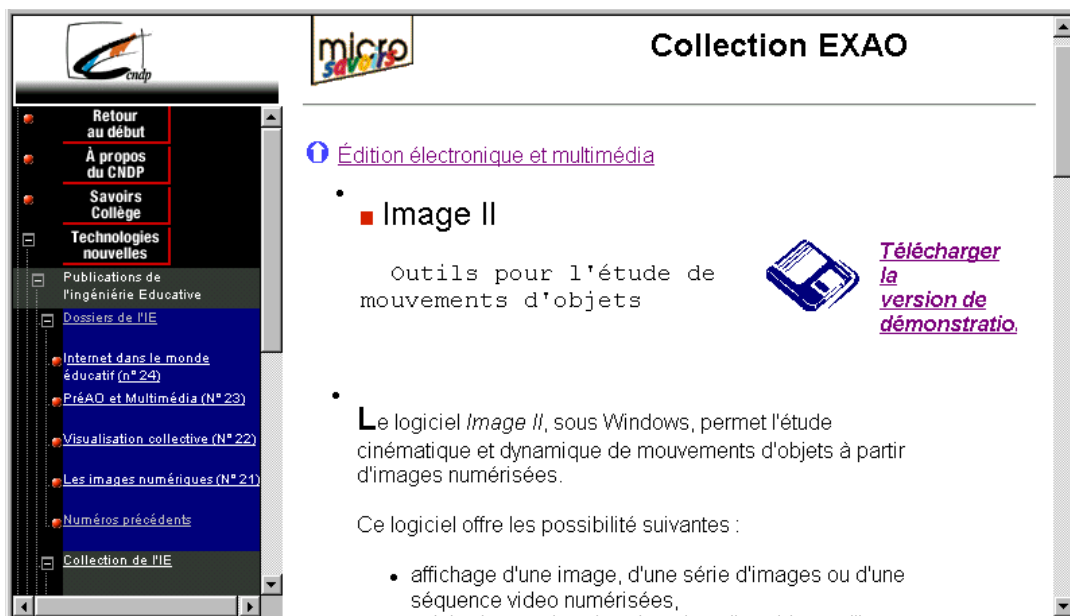 cndp
Retour
au début
À propos
du CNDP
Savoirs
Collège
Technologies
nouvelles
Publications de
l'ingéniérie Educative
Dossiers de l'IE
Internet dans le monde
éducatif (n° 24)
PréAO et Multimédia (N° 23)
Visualisation collective (N° 22)
Les images numériques (N° 21)
Numéros précédents
Collection de l'IE
micro
savoirs
Collection EXAO
Édition électronique et multimédia
Image II
Outils pour l'étude de
mouvements d'objets
Télécharger
la
version de
démonstratio
Le logiciel Image II, sous Windows, permet l'étude
cinématique et dynamique de mouvements d'objets à partir
d'images numérisées.
Ce logiciel offre les possibilité suivantes :
affichage d'une image, d'une série d'images ou d'une
séquence video numérisées,